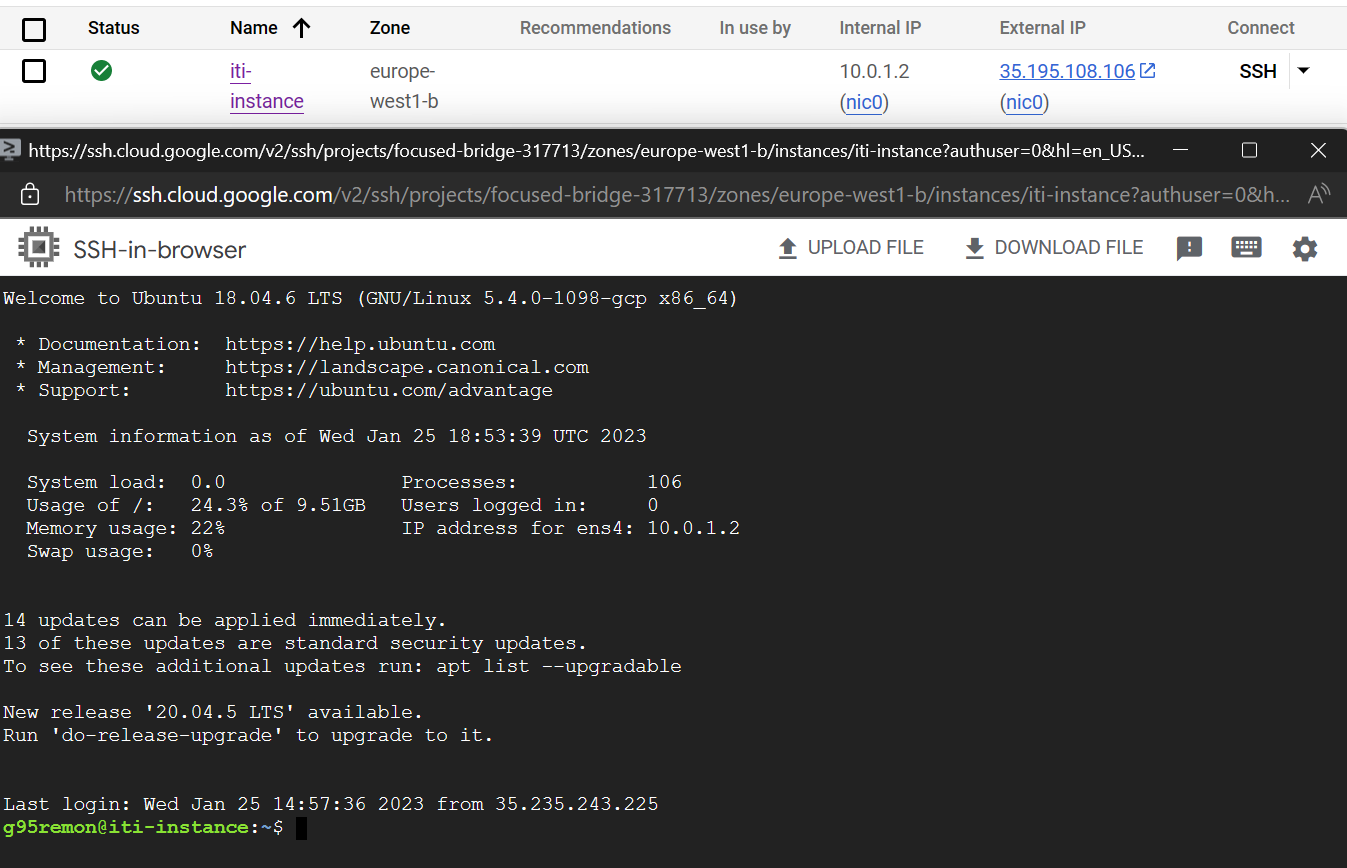 Status Name Zone Recommendations In use by Internal IP External IP Connect
iti- europe- 10.0.1.2 35.195.108.106 SSH
instance west1-b (nic0) (nic0)
https://ssh.cloud.google.com/v2/ssh/projects/focused-bridge-317713/zones/europe-west1-b/instances/iti-instance?authuser=0&hl=en_US...
https://ssh.cloud.google.com/v2/ssh/projects/focused-bridge-317713/zones/europe-west1-b/instances/iti-instance?authuser=0&h...
SSH-in-browser UPLOAD FILE DOWNLOAD FILE
Welcome to Ubuntu 18.04.6 LTS (GNU/Linux 5.4.0-1098-gcp x86_64)
* Documentation: https://help.ubuntu.com
* Management: https://landscape.canonical.com
* Support: https://ubuntu.com/advantage
System information as of Wed Jan 25 18:53:39 UTC 2023
System load: 0.0 Processes: 106
Usage of /: 24.3% of 9.51GB Users logged in: 0
Memory usage: 22% IP address for ens4: 10.0.1.2
Swap usage: 0%
14 updates can be applied immediately.
13 of these updates are standard security updates.
To see these additional updates run: apt list --upgradable
New release '20.04.5 LTS' available.
Run 'do-release-upgrade' to upgrade to it.
Last login: Wed Jan 25 14:57:36 2023 from 35.235.243.225
g95remon@iti-instance:~$